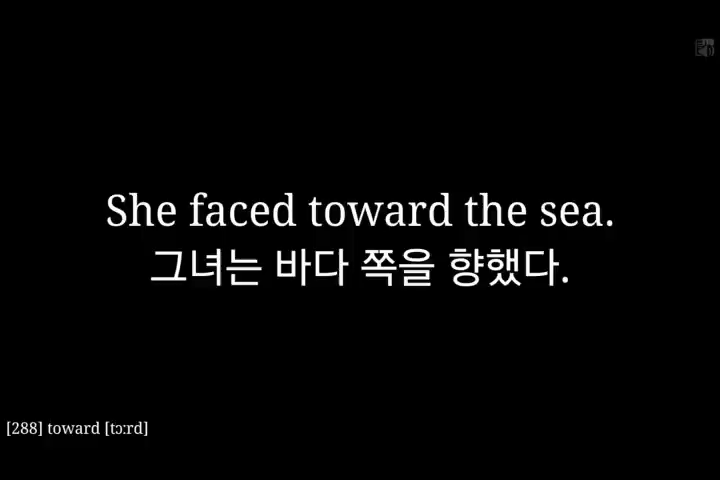 She faced toward the sea.
그녀는 바다 쪽을 향했다.
[288] toward [tɔːrd]